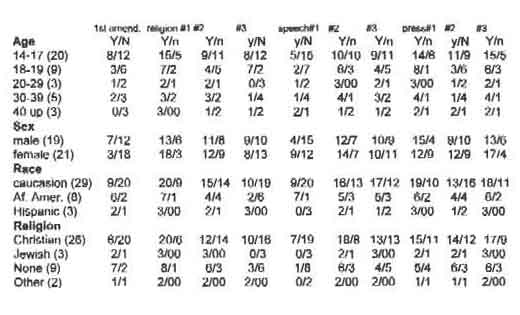 1st amend. religion #1 #2 #3 speech#1 #2 #3 press#1 #2 #3
Age Y/N Y/n Y/n y/N Y/n Y/n Y/n Y/n Y/n Y/n
14-17 (20) 8/12 15/5 9/11 8/12 5/15 10/10 9/11 14/6 11/9 15/5
18-19 (9) 3/6 7/2 4/5 7/2 2/7 6/3 4/5 8/1 3/6 6/3
20-29 (3) 1/2 2/1 2/1 0/3 1/2 3/00 2/1 3/00 1/2 2/1
30-39 (5) 2/3 3/2 3/2 1/4 1/4 4/1 3/2 4/1 1/4 4/1
40 up (3) 0/3 3/00 1/2 1/2 2/1 1/2 1/2 2/1 2/1 2/1
Sex
male (19) 7/12 13/6 11/8 9/10 4/15 12/7 10/9 15/4 9/10 13/6
female (21) 3/18 18/3 12/9 8/13 9/12 14/7 10/11 12/9 12/9 17/4
Race
caucasion (29) 9/20 20/9 15/14 10/19 9/20 16/13 17/12 19/10 13/16 18/11
Af. Amer. (8) 6/2 7/1 4/4 2/6 7/1 5/3 5/3 6/2 4/4 6/2
Hispanic (3) 2/1 3/00 2/1 3/00 0/3 2/1 1/2 3/00 1/2 3/00
Religion
Christian (26) 6/20 20/6 12/14 10/16 7/19 18/8 13/13 15/11 14/12 17/9
Jewish (3) 2/1 3/00 3/00 0/3 0/3 2/1 3/00 2/1 2/1 3/00
None (9) 7/2 8/1 6/3 3/6 1/8 6/3 4/5 5/4 6/3 6/3
Other (2) 1/1 2/00 2/00 2/00 0/2 2/00 2/00 1/1 1/1 2/00